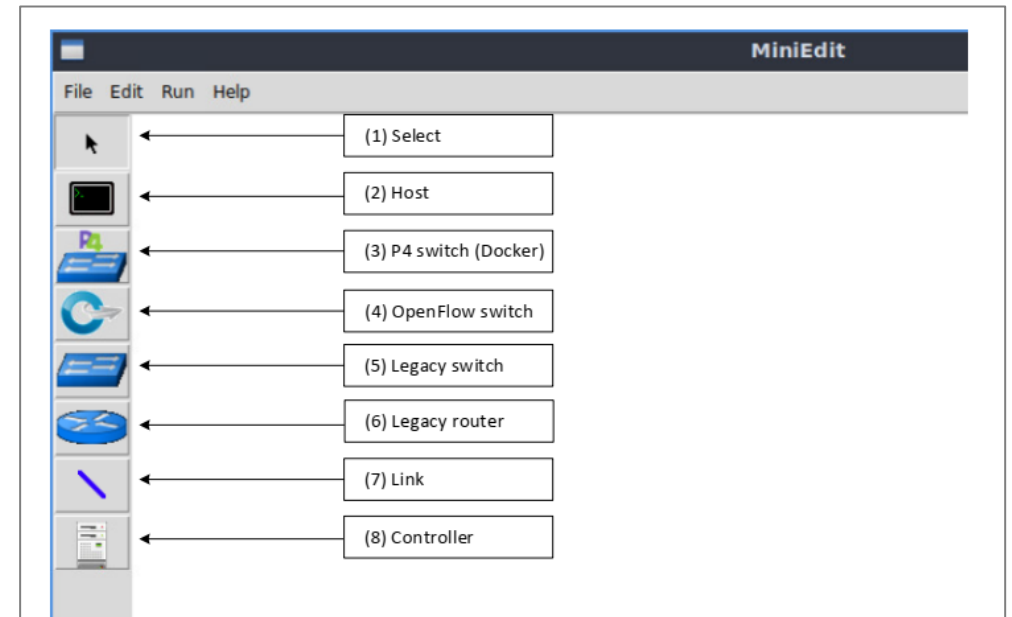 MiniEdit
File Edit Run Help
(1) Select
(2) Host
P4
(3) P4 switch (Docker)
(4) OpenFlow switch
(5) Legacy switch
(6) Legacy router
(7) Link
(8) Controller